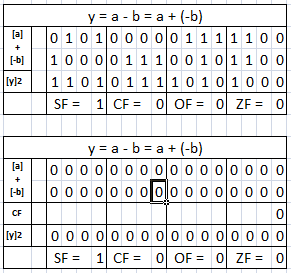 y = a - b = a + (-b)
[a] 0 1 0 1 0 0 0 0 0 1 1 1 1 1 0 0
+
[-b] 1 0 0 0 0 1 1 1 0 0 1 0 1 1 0 0
[y]2 1 1 0 1 0 1 1 1 1 0 1 0 1 0 0 0
SF = 1 CF = 0 OF = 0 ZF = 0
y = a - b = a + (-b)
[a] 0 0 0 0 0 0 0 0 0 0 0 0 0 0 0 0
+
[-b] 0 0 0 0 0 0 0 0 0 0 0 0 0 0 0 0
CF 0
[y]2 0 0 0 0 0 0 0 0 0 0 0 0 0 0 0 0
SF = 1 CF = 0 OF = 0 ZF = 0